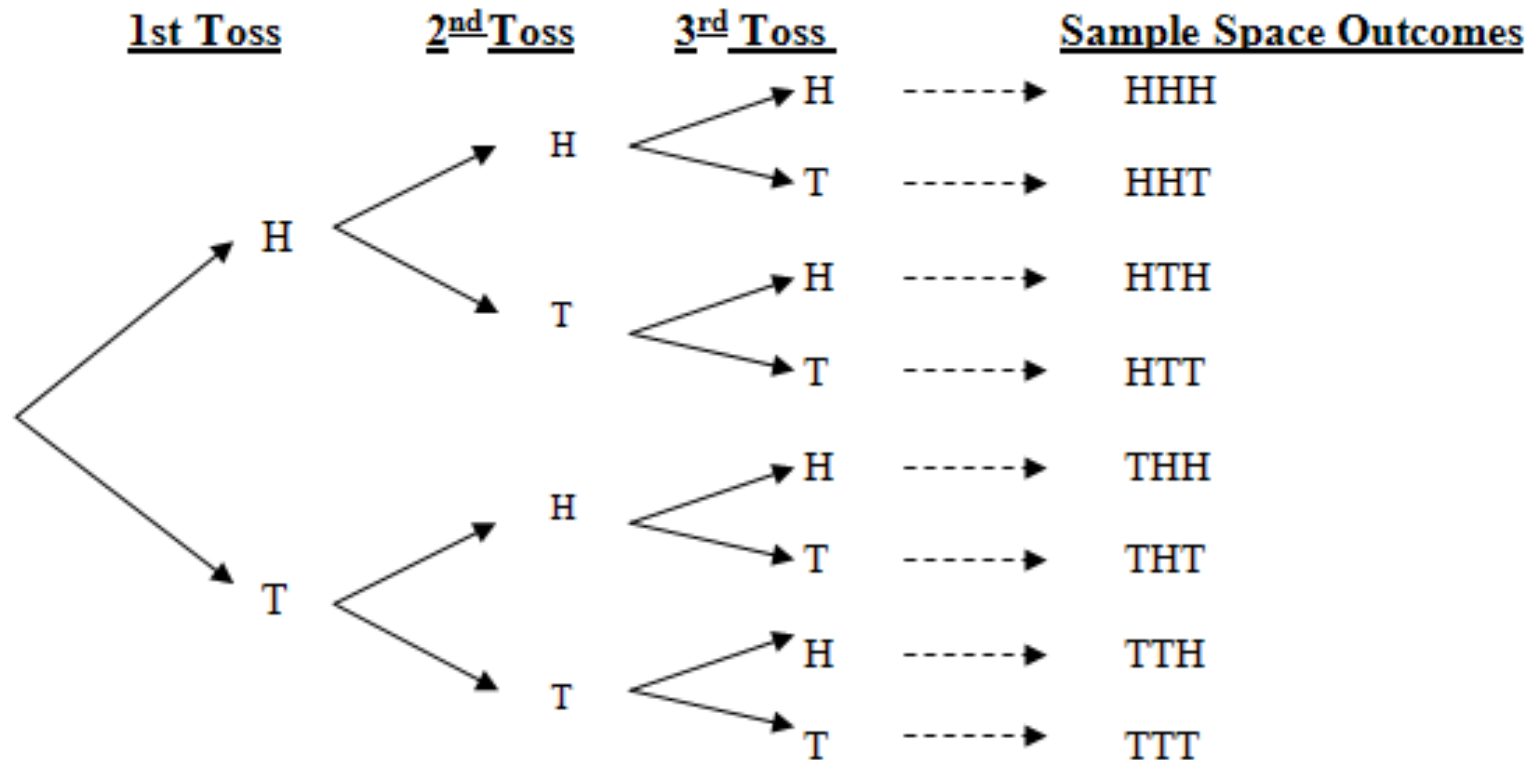 1st Toss 2nd Toss 3rd Toss Sample Space Outcomes
H HHH
H
T HHT
H
H HTH
T
T HTT
H THH
H
T THT
T
H TTH
T
T TTT